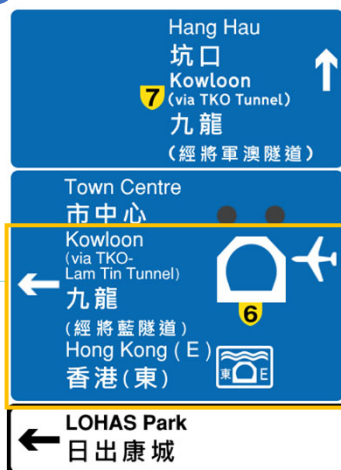 Hang Hau
坑口
Kowloon
7 (via TKO Tunnel)
九龍
(經將軍澳隧道)
Town Centre
市中心
Kowloon
(via TKO-
Lam Tin Tunnel)
九龍
6
(經將藍隧道)
Hong Kong ( E )
香港(東)
東 E
LOHAS Park
日出康城